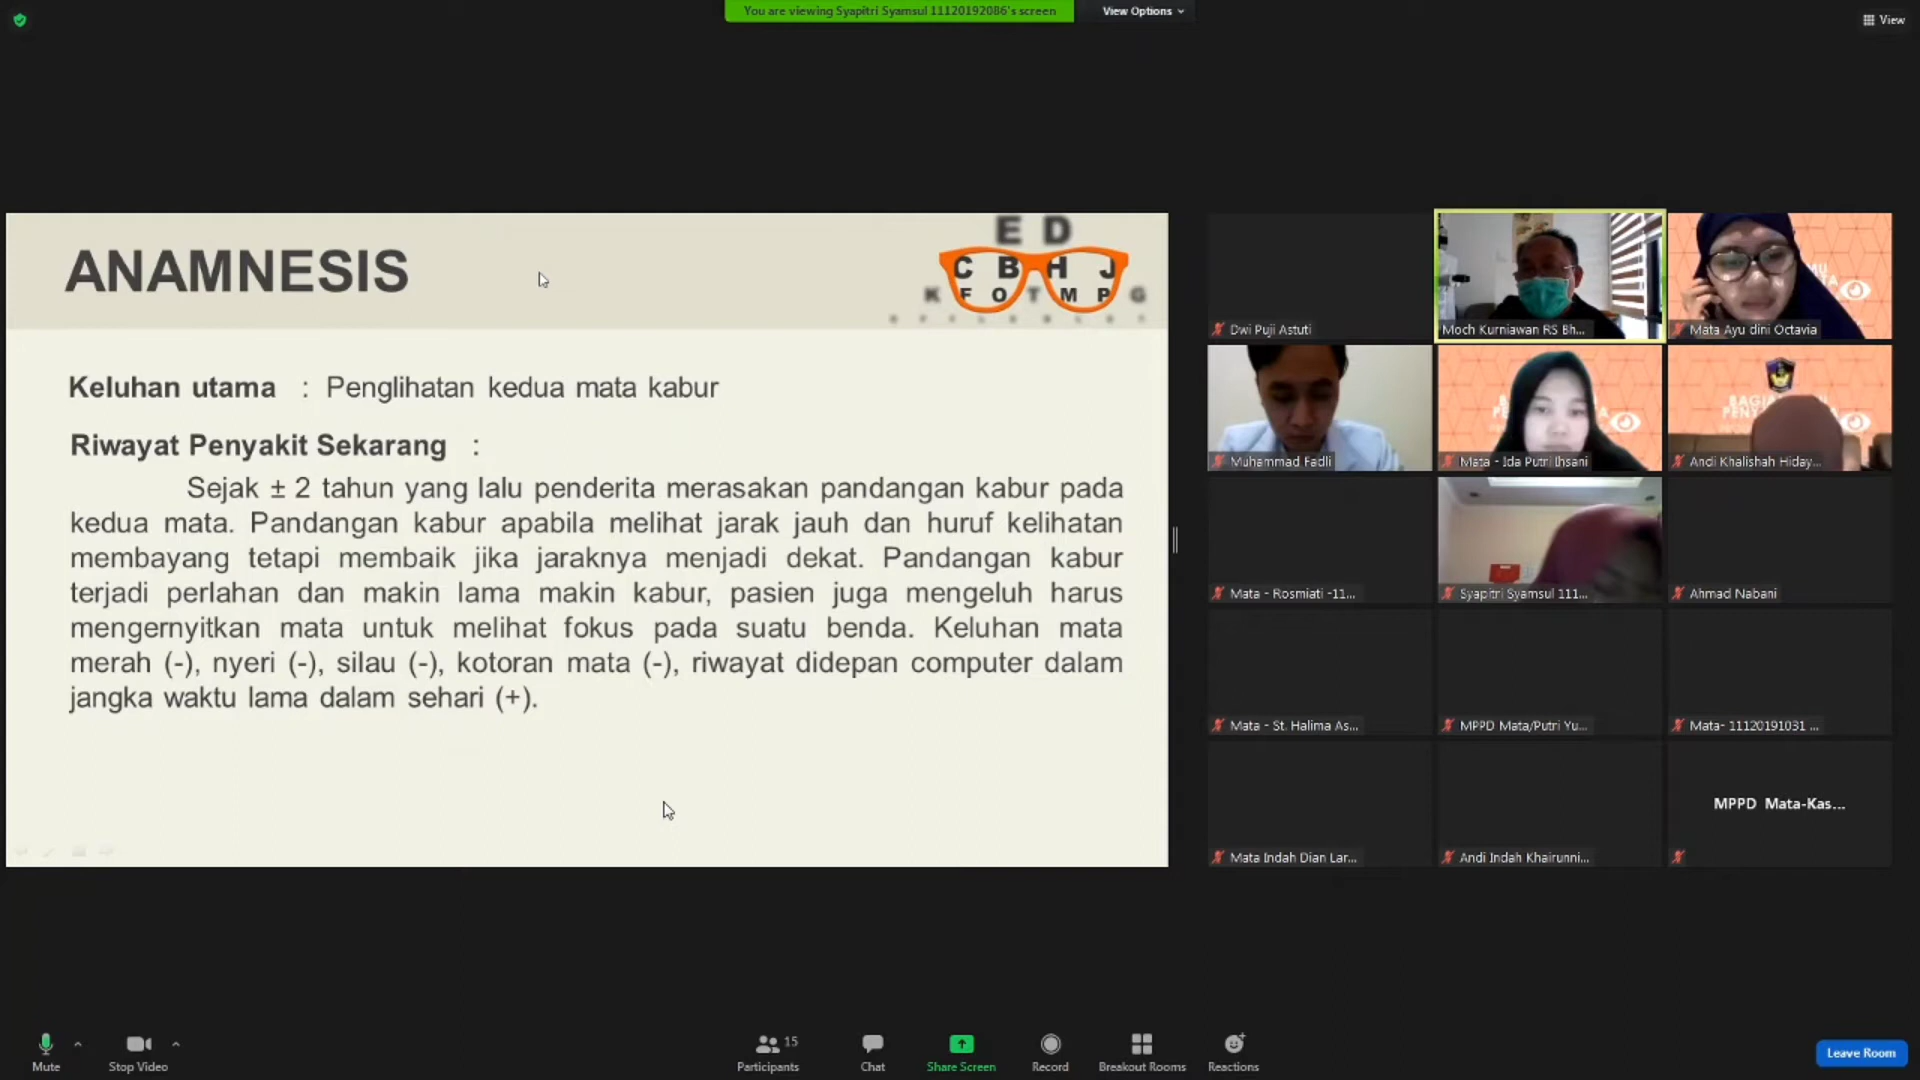 You are viewing Syapitri Syamsul 11120192086's screen
View Options
View
ANAMNESIS
E D
C B H J
K F O T M P G
Keluhan utama : Penglihatan kedua mata kabur
Riwayat Penyakit Sekarang :
Sejak ± 2 tahun yang lalu penderita merasakan pandangan kabur pada
kedua mata. Pandangan kabur apabila melihat jarak jauh dan huruf kelihatan
membayang tetapi membaik jika jaraknya menjadi dekat. Pandangan kabur
terjadi perlahan dan makin lama makin kabur, pasien juga mengeluh harus
mengernyitkan mata untuk melihat fokus pada suatu benda. Keluhan mata
merah (-), nyeri (-), silau (-), kotoran mata (-), riwayat didepan computer dalam
jangka waktu lama dalam sehari (+).
Dwi Puji Astuti
Moch Kurniawan RS Bh...
Mata Ayu dini Octavia
Muhammad Fadli
Mata - Ida Putri Ihsani
Andi Khalishah Hiday...
Mata - Rosmiati -11...
Syapitri Syamsul 111...
Ahmad Nabani
Mata - St. Halima As...
MPPD Mata/Putri Yu...
Mata- 11120191031 ...
Mata Indah Dian Lar...
Andi Indah Khairunni...
MPPD Mata-Kas...
Mute
Stop Video
15
Participants
Chat
Share Screen
Record
Breakout Rooms
Reactions
Leave Room